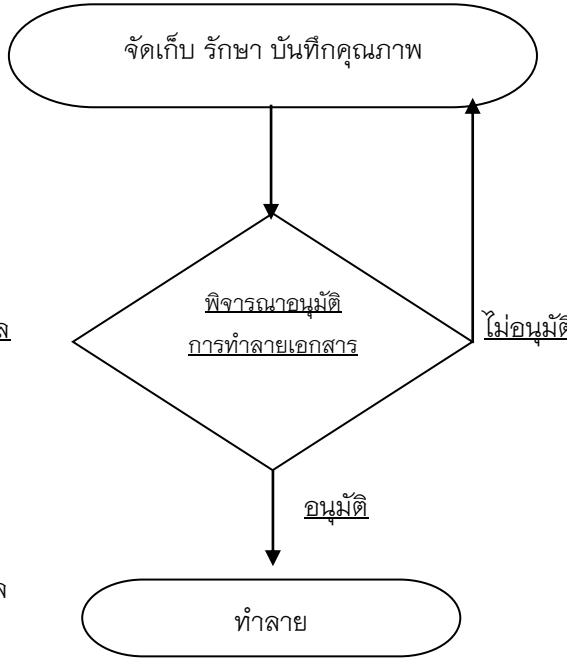 จัดเก็บ รักษา บันทึกคุณภาพ
พิจารณาอนุมัติ
การทำลายเอกสาร
ไม่อนุมัติ
อนุมัติ
ทำลาย